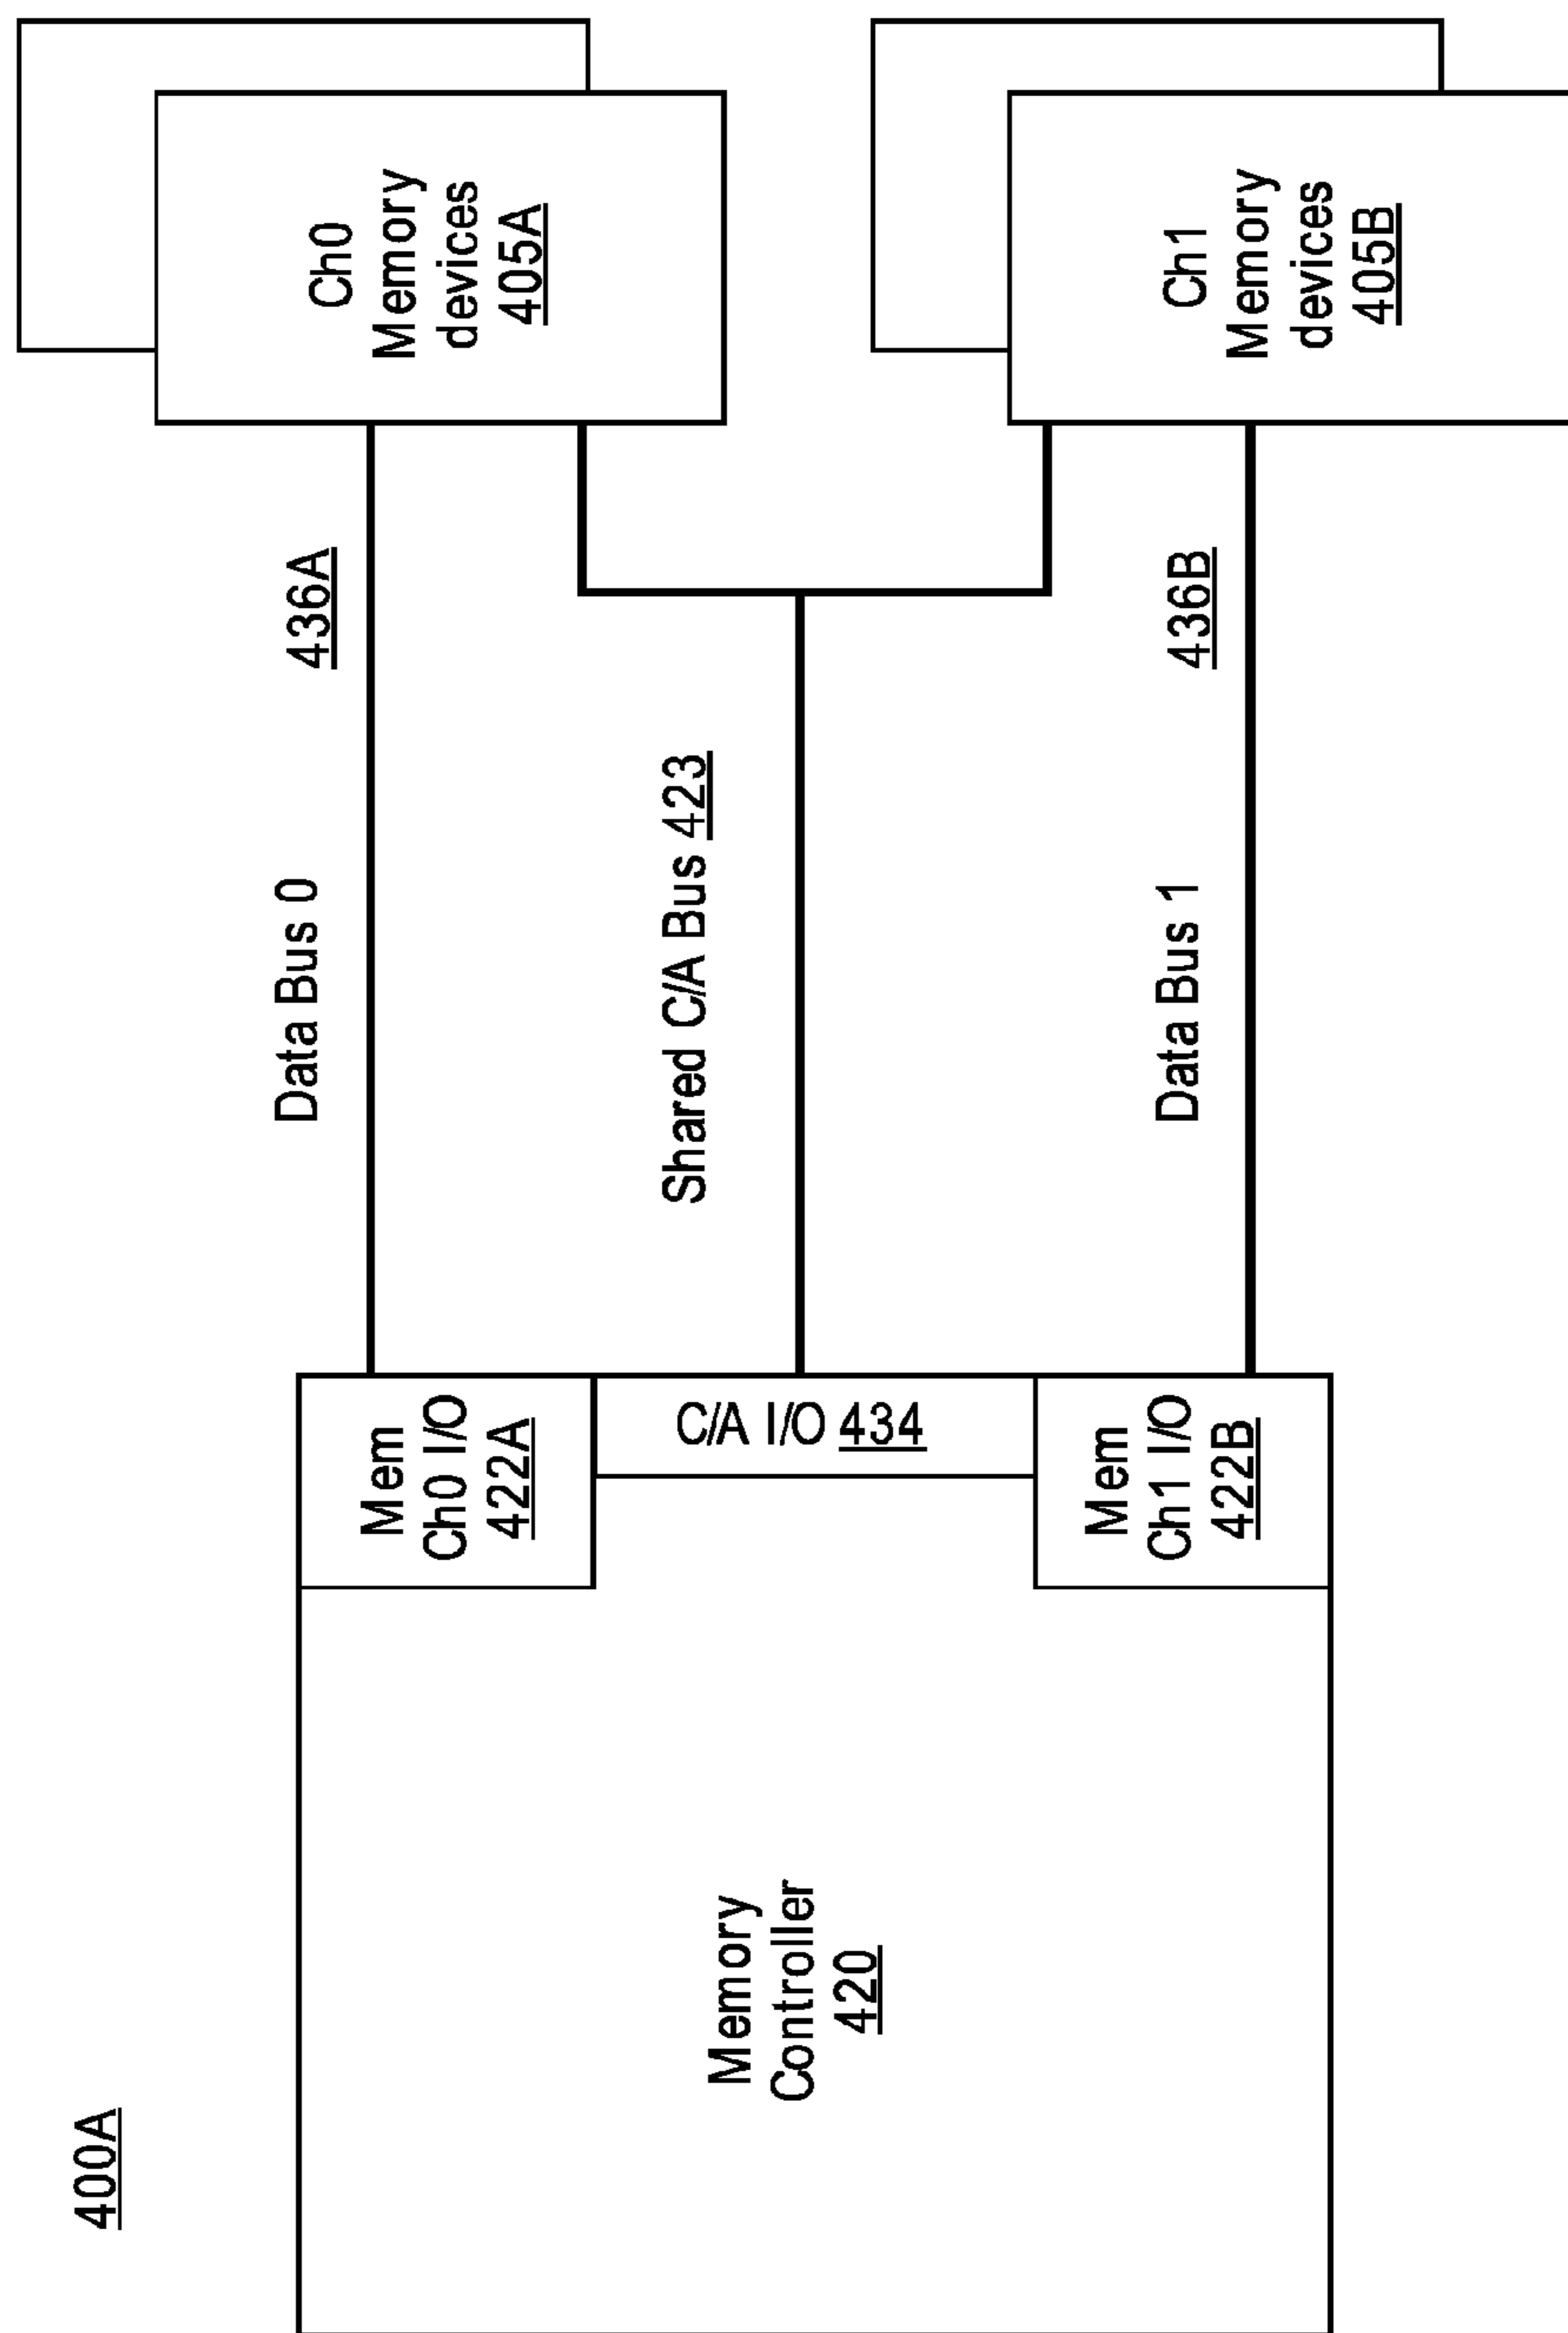 400A
Memory
Controller
420
Mem
Ch0 I/O
422A
C/A I/O 434
Mem
Ch1 I/O
422B
Data Bus 0
436A
Shared C/A Bus 423
Data Bus 1
436B
Ch0
Memory
devices
405A
Ch1
Memory
devices
405B